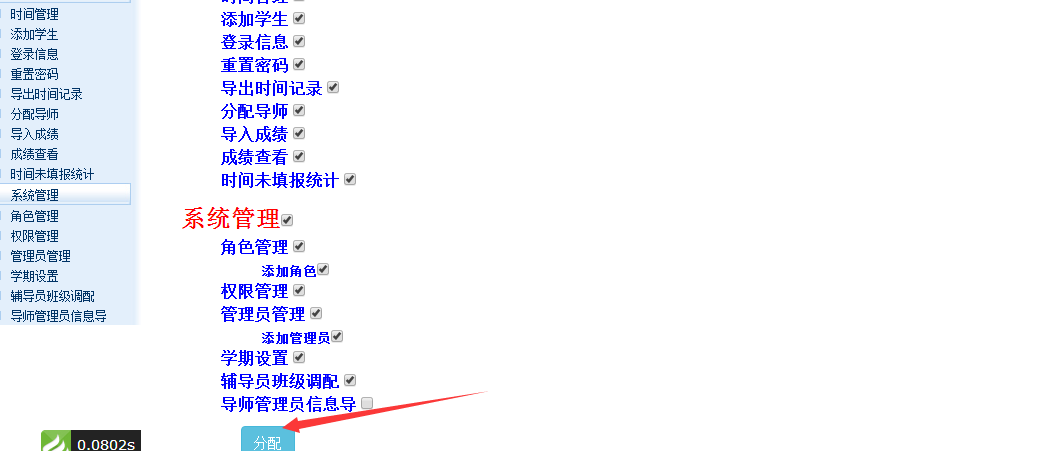 时间管理
添加学生
登录信息
重置密码
导出时间记录
分配导师
导入成绩
成绩查看
时间未填报统计
系统管理
角色管理
权限管理
管理员管理
学期设置
辅导员班级调配
导师管理员信息导
时间管理
添加学生
登录信息
重置密码
导出时间记录
分配导师
导入成绩
成绩查看
时间未填报统计
系统管理
角色管理
添加角色
权限管理
管理员管理
添加管理员
学期设置
辅导员班级调配
导师管理员信息导
分配
0.0802s